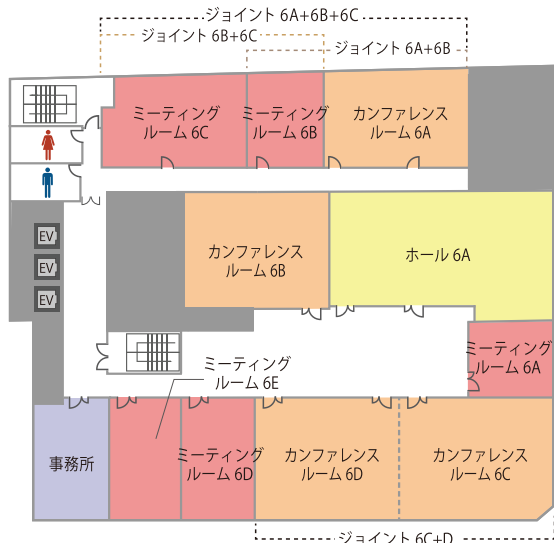 ジョイント 6A+6B+6C
ジョイント 6B+6C
ジョイント 6A+6B
ミーティング
ルーム 6C
ミーティング
ルーム 6B
カンファレンス
ルーム 6A
EV
EV
EV
カンファレンス
ルーム 6B
ホール 6A
ミーティング
ルーム 6A
ミーティング
ルーム 6E
事務所
ミーティング
ルーム 6D
カンファレンス
ルーム 6D
カンファレンス
ルーム 6C
ジョイント 6C+D